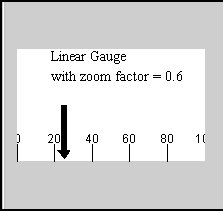 Linear Gauge
with zoom factor = 0.6
0 20 40 60 80 10